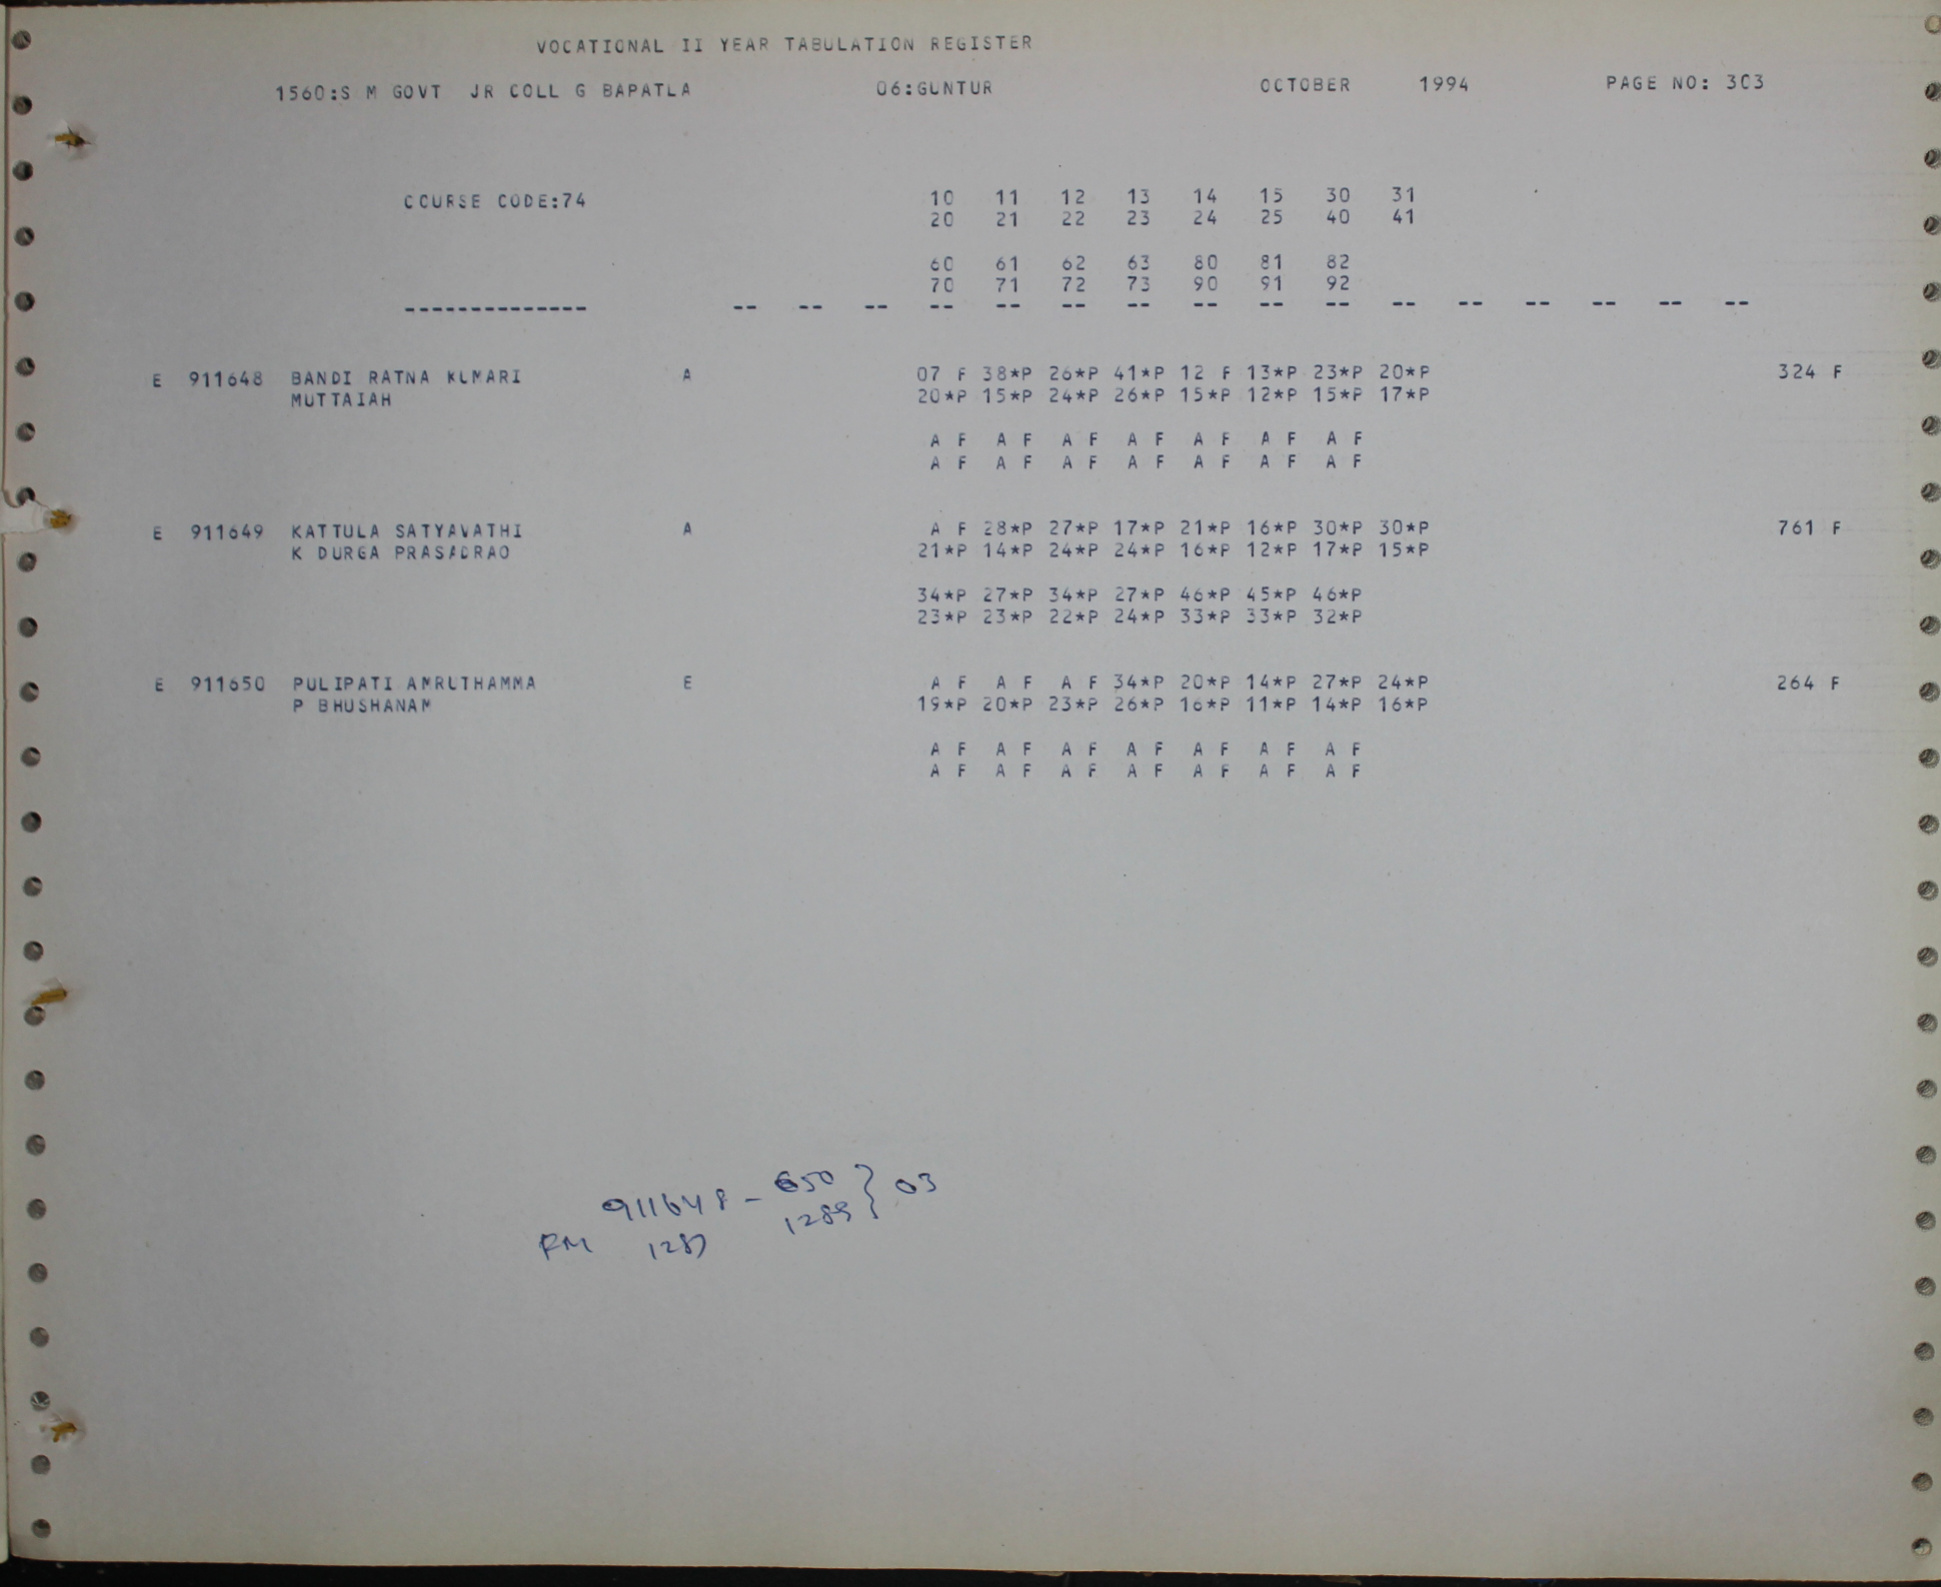 VOCATIONAL II YEAR TABULATION REGISTER
1560:S M GOVT JR COLL G BAPATLA 06:GUNTUR OCTOBER 1994 PAGE NO: 303
COURSE CODE:74 10 11 12 13 14 15 30 31
20 21 22 23 24 25 40 41
60 61 62 63 80 81 82
70 71 72 73 90 91 92
-------------- -- -- -- -- -- -- -- -- -- -- -- -- -- -- -- --
E 911648 BANDI RATNA KUMARI A 07 F 38*P 26*P 41*P 12 F 13*P 23*P 20*P 324 F
MUTTAIAH 20*P 15*P 24*P 26*P 15*P 12*P 15*P 17*P
A F A F A F A F A F A F A F
A F A F A F A F A F A F A F
E 911649 KATTULA SATYAVATHI A A F 28*P 27*P 17*P 21*P 16*P 30*P 30*P 761 F
K DURGA PRASADRAO 21*P 14*P 24*P 24*P 16*P 12*P 17*P 15*P
34*P 27*P 34*P 27*P 46*P 45*P 46*P
23*P 23*P 22*P 24*P 33*P 33*P 32*P
E 911650 PULIPATI AMRUTHAMMA E A F A F A F 34*P 20*P 14*P 27*P 24*P 264 F
P BHUSHANAM 19*P 20*P 23*P 26*P 16*P 11*P 14*P 16*P
A F A F A F A F A F A F A F
A F A F A F A F A F A F A F
911648 - 650 } 03
FM 1287 1289